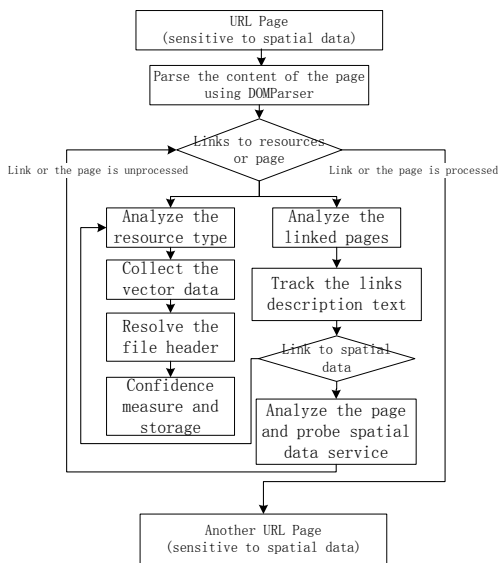 URL Page
(sensitive to spatial data)
Parse the content of the page
using DOMParser
Links to resources
or page
Link or the page is unprocessed
Link or the page is processed
Analyze the
resource type
Analyze the
linked pages
Collect the
vector data
Track the links
description text
Resolve the
file header
Link to spatial
data
Confidence
measure and
storage
Analyze the page
and probe spatial
data service
Another URL Page
(sensitive to spatial data)